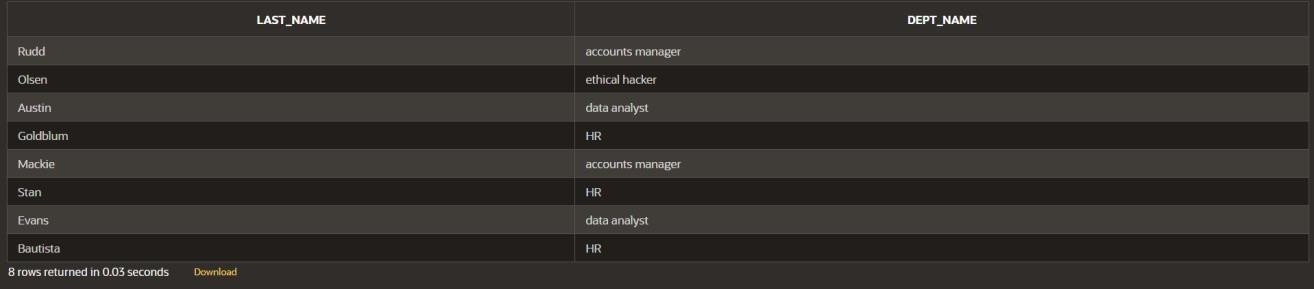 LAST_NAME DEPT_NAME
Rudd accounts manager
Olsen ethical hacker
Austin data analyst
Goldblum HR
Mackie accounts manager
Stan HR
Evans data analyst
Bautista HR
8 rows returned in 0.03 seconds Download